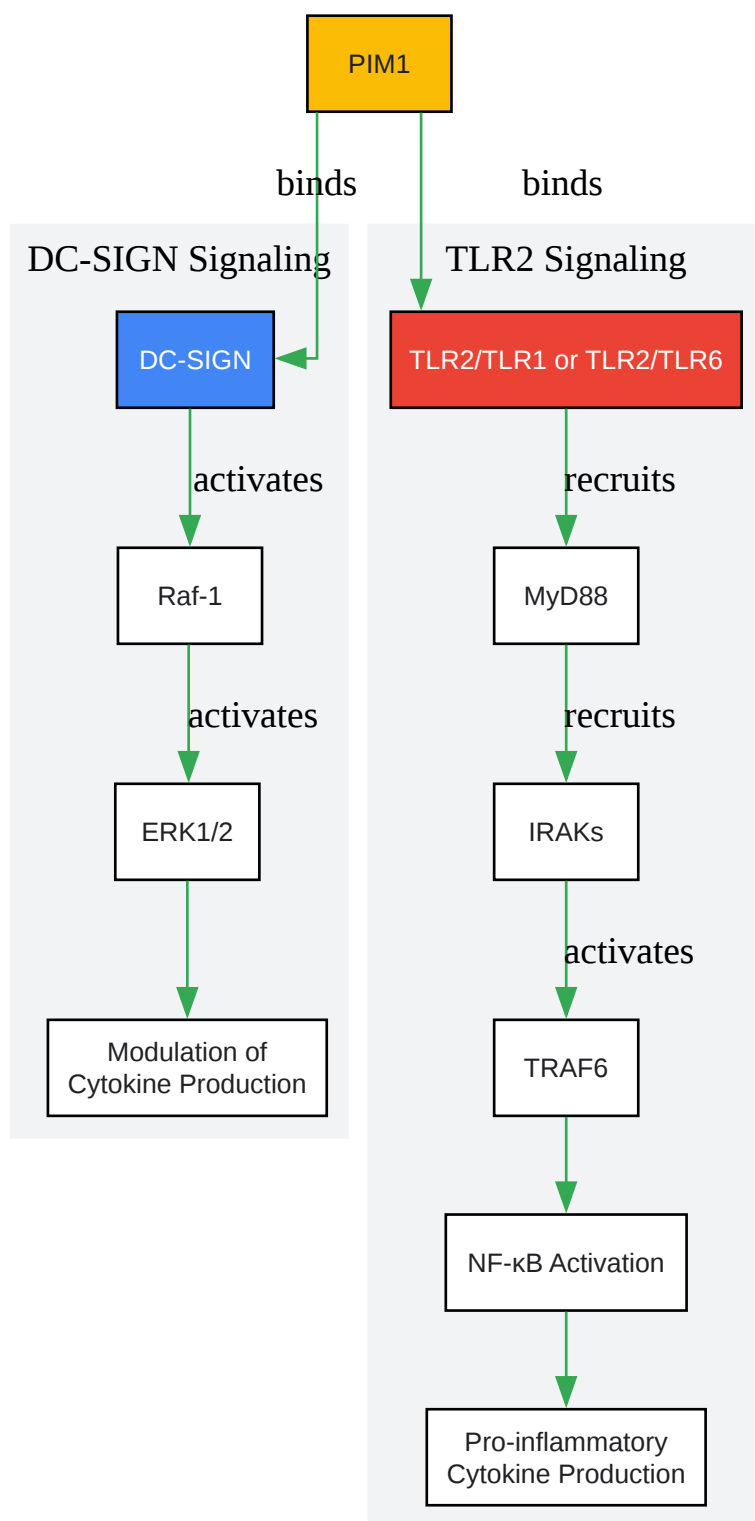 PIM1
binds
binds
DC-SIGN Signaling
DC-SIGN
activates
Raf-1
activates
ERK1/2
Modulation of
Cytokine Production
TLR2 Signaling
TLR2/TLR1 or TLR2/TLR6
recruits
MyD88
recruits
IRAKs
activates
TRAF6
NF-κB Activation
Pro-inflammatory
Cytokine Production